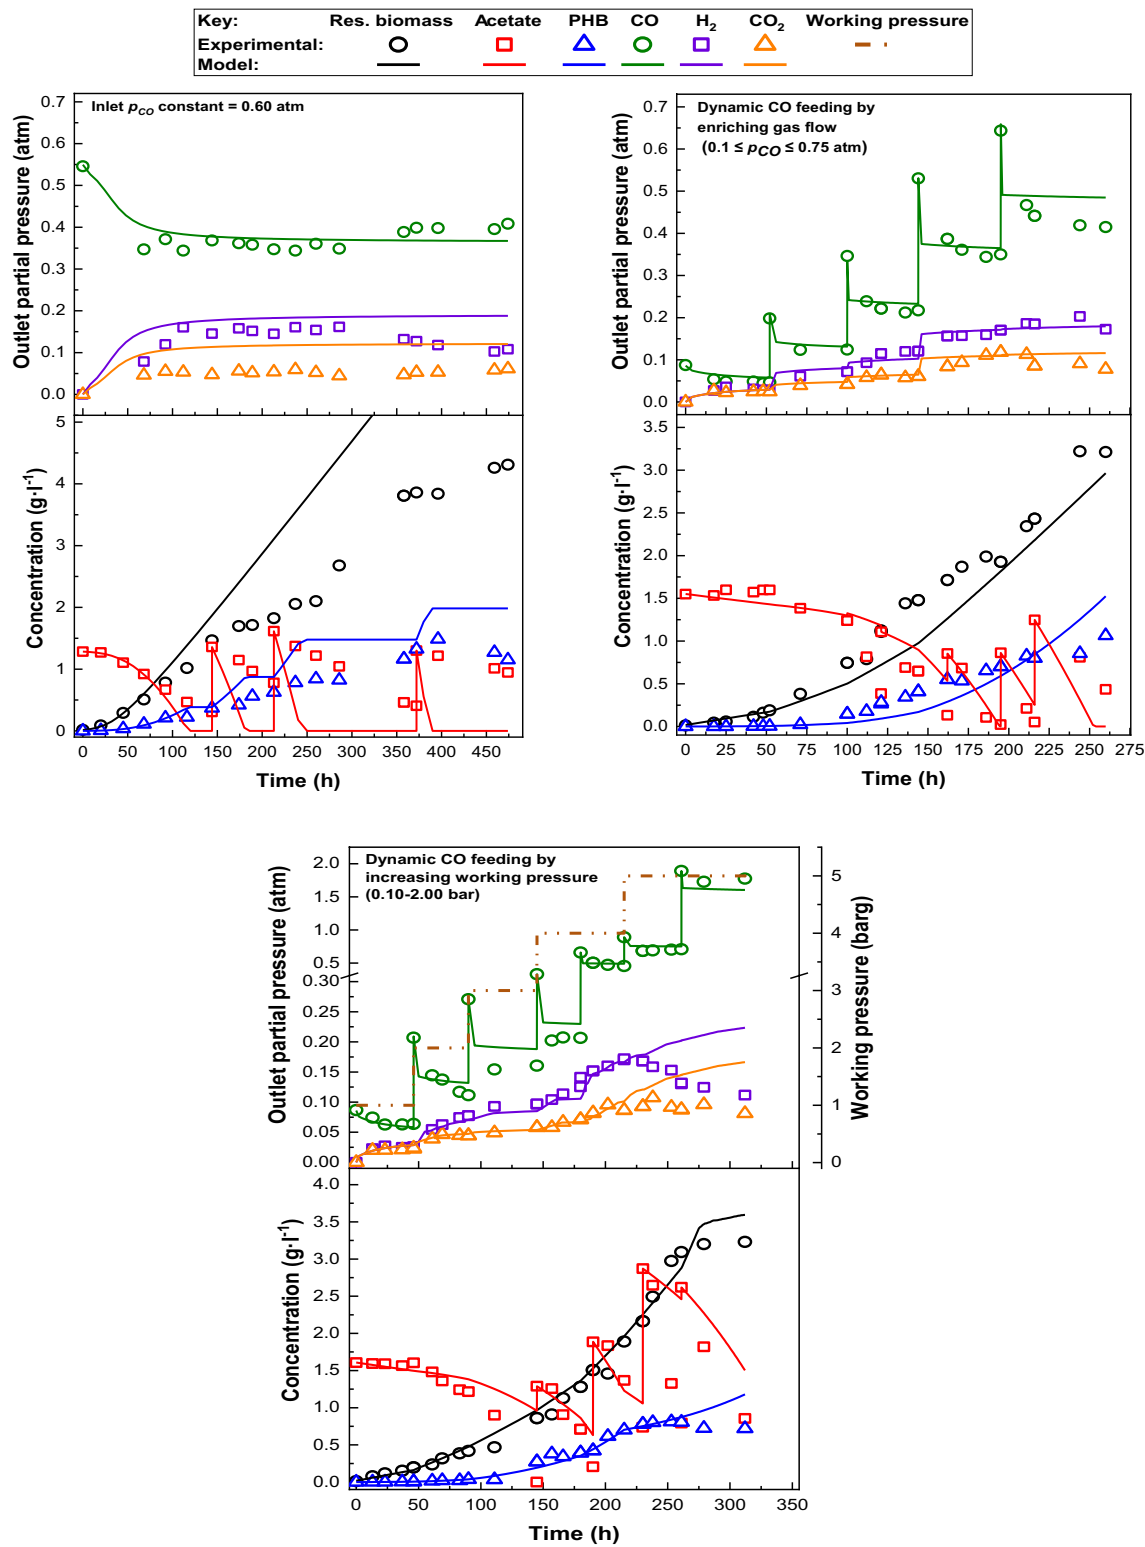 Key: Res. biomass Acetate PHB CO H₂ CO₂ Working pressure
Experimental:
Model:
Inlet p_CO constant = 0.60 atm
Outlet partial pressure (atm)
0.7
0.6
0.5
0.4
0.3
0.2
0.1
0.0
Concentration (g·l⁻¹)
5
4
3
2
1
0
0 50 100 150 200 250 300 350 400 450
Time (h)
Dynamic CO feeding by
enriching gas flow
(0.1 ≤ p_CO ≤ 0.75 atm)
Outlet partial pressure (atm)
0.7
0.6
0.5
0.4
0.3
0.2
0.1
0.0
Concentration (g·l⁻¹)
3.5
3.0
2.5
2.0
1.5
1.0
0.5
0.0
0 25 50 75 100 125 150 175 200 225 250 275
Time (h)
Dynamic CO feeding by
increasing working pressure
(0.10-2.00 bar)
Outlet partial pressure (atm)
2.0
1.5
1.0
0.5
0.30
0.25
0.20
0.15
0.10
0.05
0.00
Working pressure (barg)
5
4
3
2
1
0
Concentration (g·l⁻¹)
4.0
3.5
3.0
2.5
2.0
1.5
1.0
0.5
0.0
0 50 100 150 200 250 300 350
Time (h)